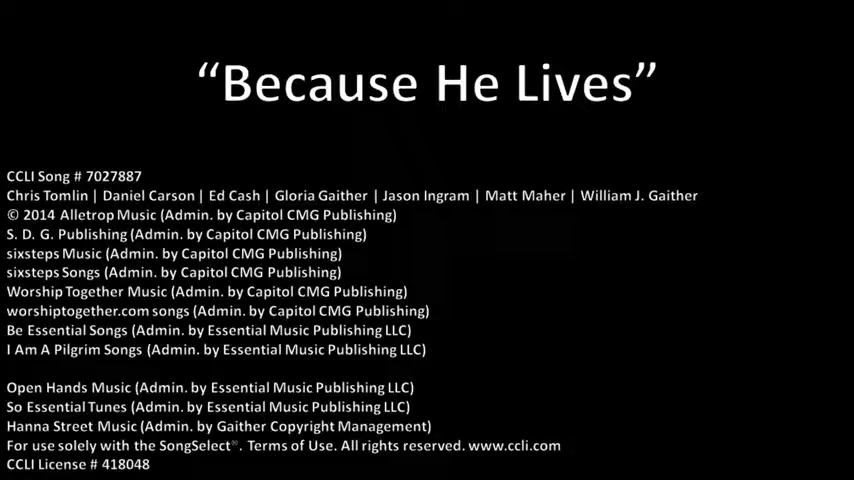 “Because He Lives”
CCLI Song # 7027887
Chris Tomlin | Daniel Carson | Ed Cash | Gloria Gaither | Jason Ingram | Matt Maher | William J. Gaither
© 2014 Alletrop Music (Admin. by Capitol CMG Publishing)
S. D. G. Publishing (Admin. by Capitol CMG Publishing)
sixsteps Music (Admin. by Capitol CMG Publishing)
sixsteps Songs (Admin. by Capitol CMG Publishing)
Worship Together Music (Admin. by Capitol CMG Publishing)
worshiptogether.com songs (Admin. by Capitol CMG Publishing)
Be Essential Songs (Admin. by Essential Music Publishing LLC)
I Am A Pilgrim Songs (Admin. by Essential Music Publishing LLC)
Open Hands Music (Admin. by Essential Music Publishing LLC)
So Essential Tunes (Admin. by Essential Music Publishing LLC)
Hanna Street Music (Admin. by Gaither Copyright Management)
For use solely with the SongSelect®. Terms of Use. All rights reserved. www.ccli.com
CCLI License # 418048